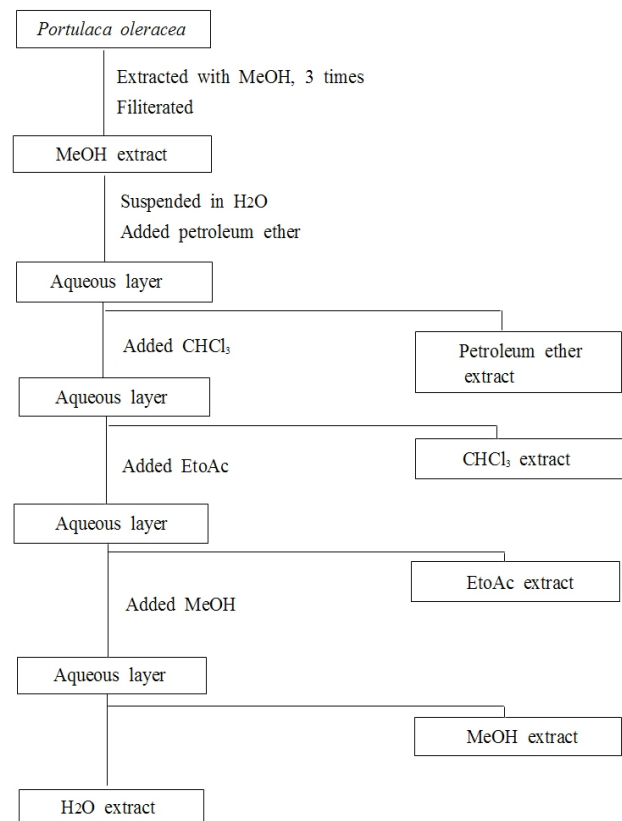 Portulaca oleracea
Extracted with MeOH, 3 times
Filiterated
MeOH extract
Suspended in H2O
Added petroleum ether
Aqueous layer
Added CHCl₃
Petroleum ether
extract
Aqueous layer
Added EtoAc
CHCl₃ extract
Aqueous layer
EtoAc extract
Added MeOH
Aqueous layer
MeOH extract
H2O extract